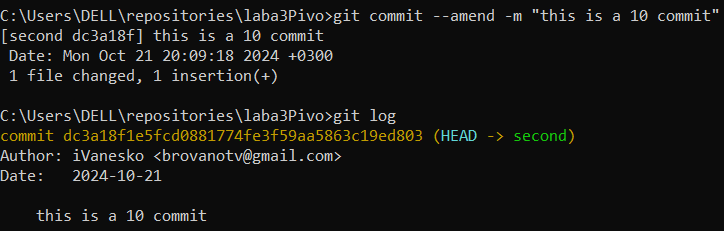 C:\Users\DELL\repositories\laba3Pivo>git commit --amend -m "this is a 10 commit"
[second dc3a18f] this is a 10 commit
 Date: Mon Oct 21 20:09:18 2024 +0300
 1 file changed, 1 insertion(+)

C:\Users\DELL\repositories\laba3Pivo>git log
commit dc3a18f1e5fcd0881774fe3f59aa5863c19ed803 (HEAD -> second)
Author: iVanesko <brovanotv@gmail.com>
Date:   2024-10-21

    this is a 10 commit